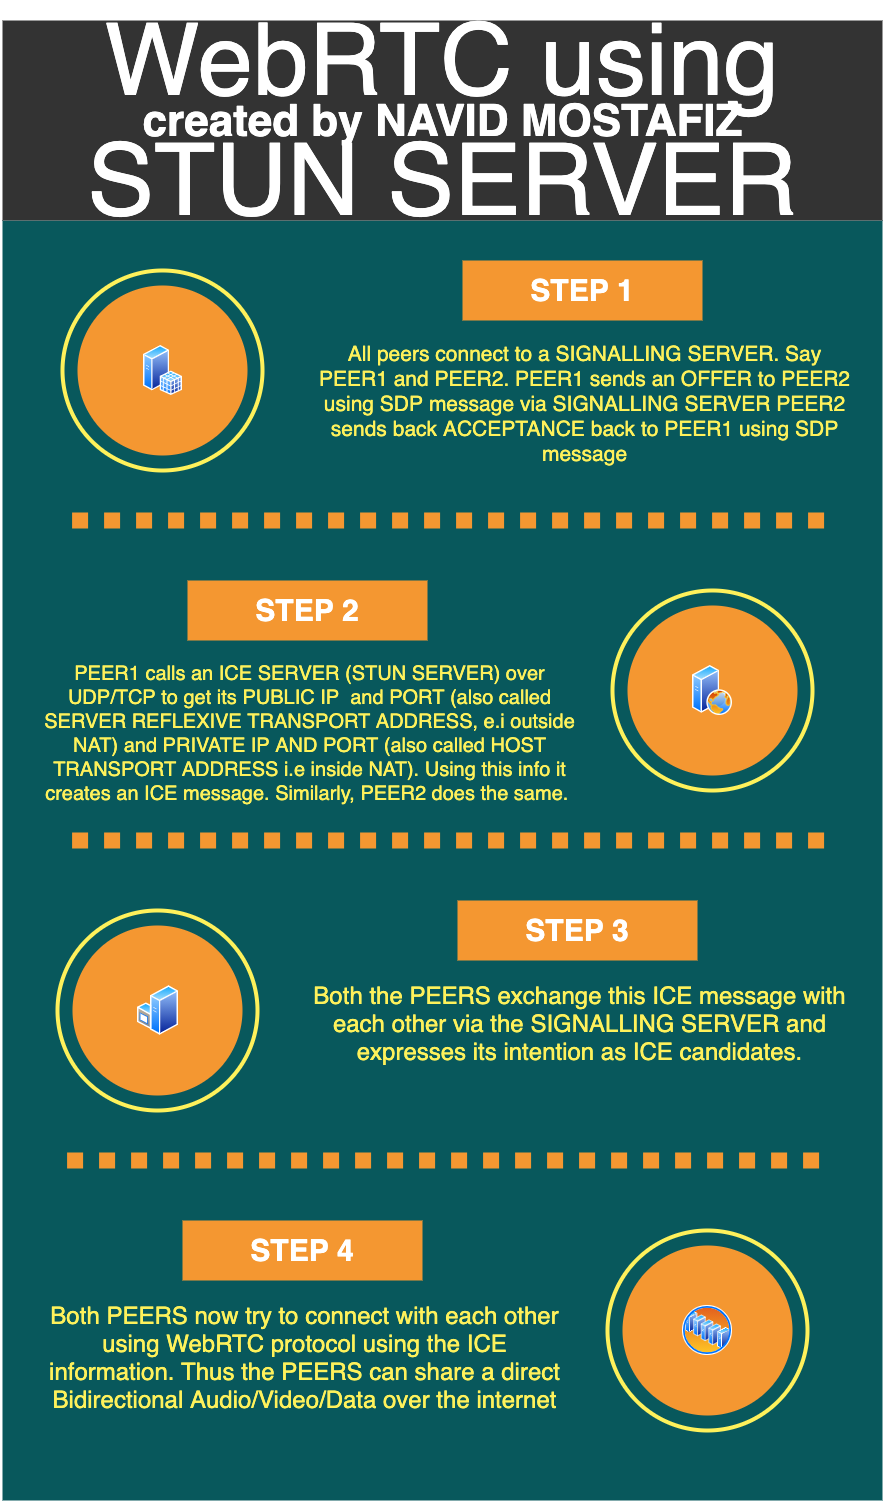 WebRTC using
created by NAVID MOSTAFIZ
STUN SERVER
STEP 1
All peers connect to a SIGNALLING SERVER. Say
PEER1 and PEER2. PEER1 sends an OFFER to PEER2
using SDP message via SIGNALLING SERVER PEER2
sends back ACCEPTANCE back to PEER1 using SDP
message
STEP 2
PEER1 calls an ICE SERVER (STUN SERVER) over
UDP/TCP to get its PUBLIC IP  and PORT (also called
SERVER REFLEXIVE TRANSPORT ADDRESS, e.i outside
NAT) and PRIVATE IP AND PORT (also called HOST
TRANSPORT ADDRESS i.e inside NAT). Using this info it
creates an ICE message. Similarly, PEER2 does the same.
STEP 3
Both the PEERS exchange this ICE message with
each other via the SIGNALLING SERVER and
expresses its intention as ICE candidates.
STEP 4
Both PEERS now try to connect with each other
using WebRTC protocol using the ICE
information. Thus the PEERS can share a direct
Bidirectional Audio/Video/Data over the internet